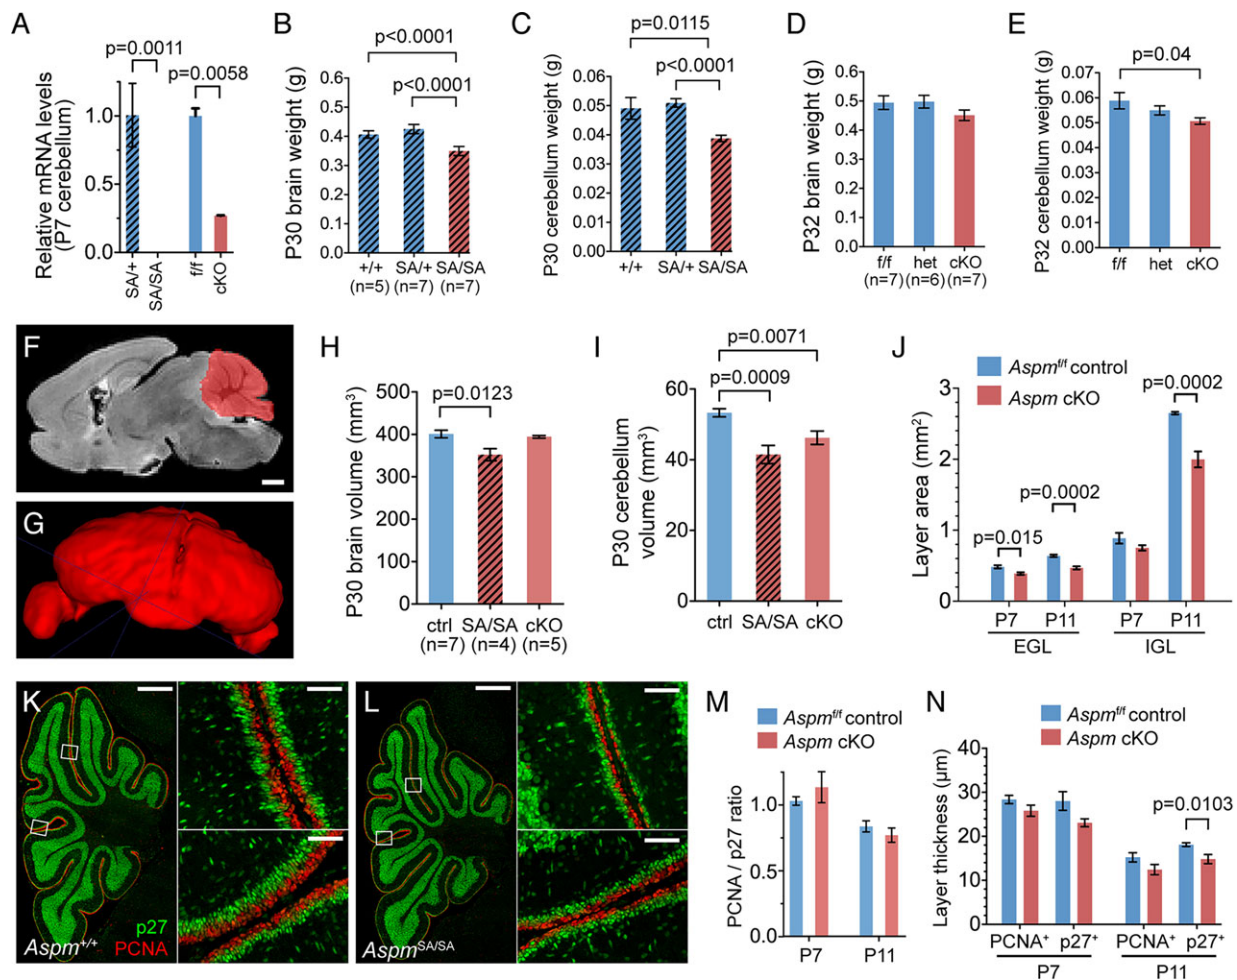 A
p=0.0011
p=0.0058
Relative mRNA levels
(P7 cerebellum)
1.0
0.5
0.0
SA/+
SA/SA
f/f
cKO
B
p<0.0001
p<0.0001
P30 brain weight (g)
0.6
0.5
0.4
0.3
0.2
0.1
0.0
+/+ SA/+ SA/SA
(n=5) (n=7) (n=7)
C
p=0.0115
p<0.0001
P30 cerebellum weight (g)
0.06
0.05
0.04
0.03
0.02
0.01
0.00
+/+ SA/+ SA/SA
D
P32 brain weight (g)
0.6
0.5
0.4
0.3
0.2
0.1
0.0
f/f het cKO
(n=7) (n=6) (n=7)
E
p=0.04
P32 cerebellum weight (g)
0.07
0.06
0.05
0.04
0.03
0.02
0.01
0.00
f/f het cKO
F
G
H
p=0.0123
P30 brain volume (mm³)
500
400
300
200
100
0
ctrl SA/SA cKO
(n=7) (n=4) (n=5)
I
p=0.0071
p=0.0009
P30 cerebellum
volume (mm³)
60
40
20
0
ctrl SA/SA cKO
J
Aspmf/f control
Aspm cKO
p=0.0002
p=0.0002
p=0.015
Layer area (mm²)
3
2
1
0
P7 P11 P7 P11
EGL IGL
K
p27
Aspm+/+ PCNA
L
AspmSA/SA
M
Aspmf/f control
Aspm cKO
PCNA / p27 ratio
1.0
0.5
0.0
P7 P11
N
Aspmf/f control
Aspm cKO
p=0.0103
Layer thickness (µm)
40
30
20
10
0
PCNA+ p27+ PCNA+ p27+
P7 P11